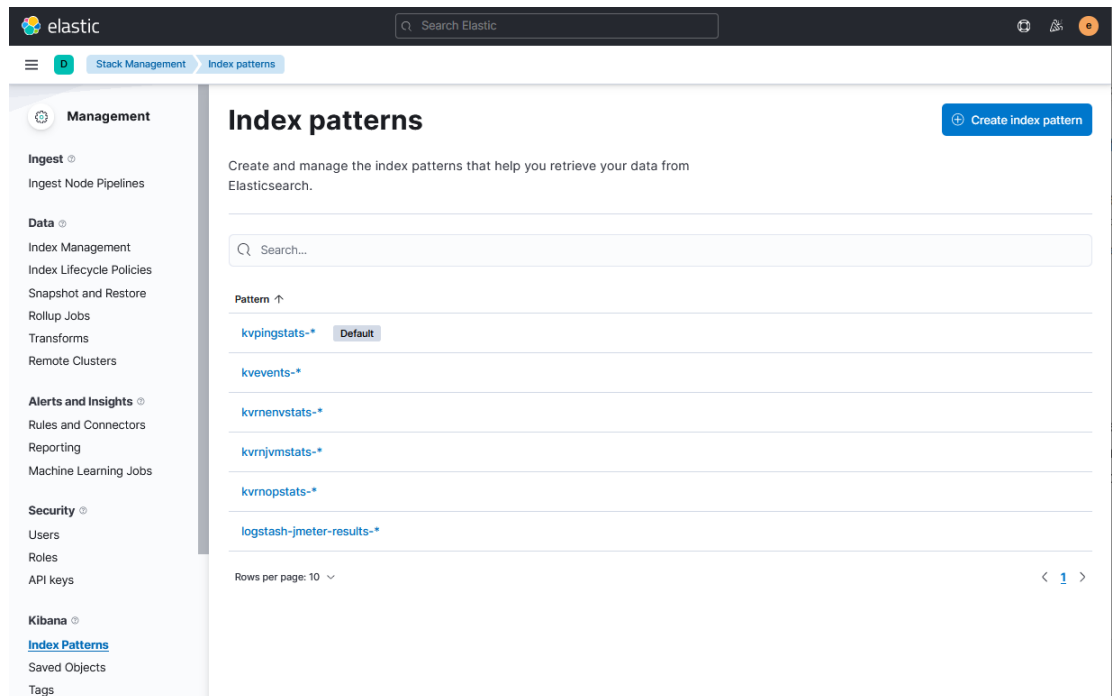 elastic
Search Elastic
e
D
Stack Management
Index patterns
Management
Ingest
Ingest Node Pipelines
Data
Index Management
Index Lifecycle Policies
Snapshot and Restore
Rollup Jobs
Transforms
Remote Clusters
Alerts and Insights
Rules and Connectors
Reporting
Machine Learning Jobs
Security
Users
Roles
API keys
Kibana
Index Patterns
Saved Objects
Tags
Index patterns
Create index pattern
Create and manage the index patterns that help you retrieve your data from
Elasticsearch.
Search...
Pattern
kvpingstats-* Default
kvevents-*
kvrnenvstats-*
kvrnjvmstats-*
kvrnopstats-*
logstash-jmeter-results-*
Rows per page: 10
1